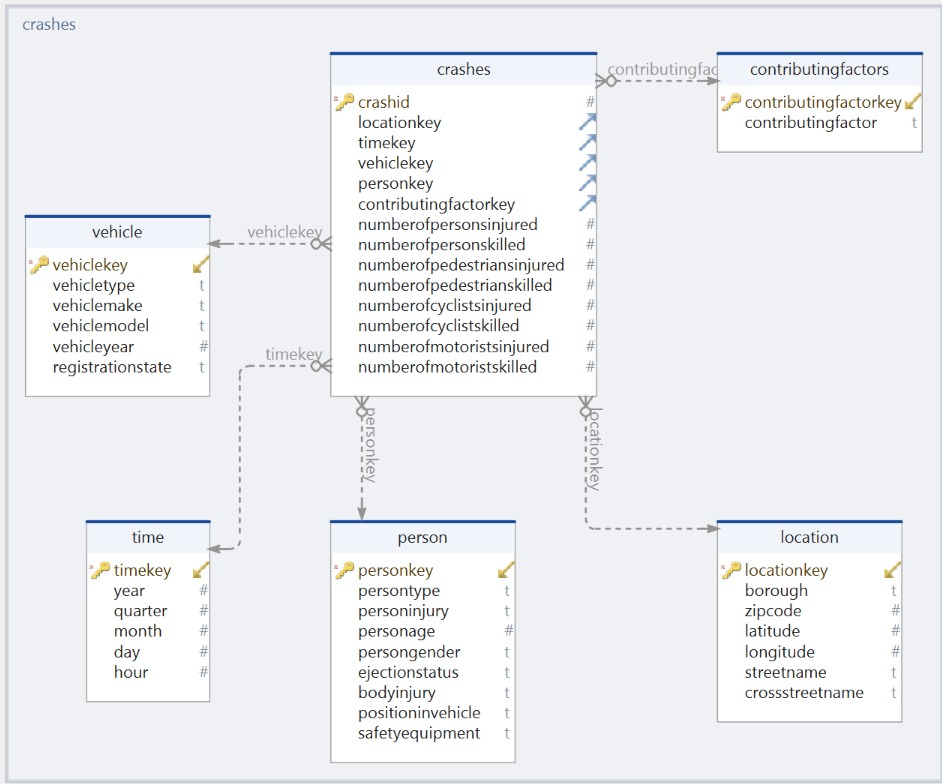 crashes
crashes
crashid #
locationkey
timekey
vehiclekey
personkey
contributingfactorkey
numberofpersonsinjured #
numberofpersonskilled #
numberofpedestriansinjured #
numberofpedestrianskilled #
numberofcyclistsinjured #
numberofcyclistskilled #
numberofmotoristsinjured #
numberofmotoristskilled #
contributingfac
contributingfactors
contributingfactorkey
contributingfactor t
vehicle
vehiclekey
vehicletype t
vehiclemake t
vehiclemodel t
vehicleyear #
registrationstate t
vehiclekey
timekey
personkey
locationkey
time
timekey
year #
quarter #
month #
day #
hour #
person
personkey
persontype t
personinjury t
personage #
persongender t
ejectionstatus t
bodyinjury t
positioninvehicle t
safetyequipment t
location
locationkey
borough t
zipcode #
latitude #
longitude #
streetname t
crossstreetname t